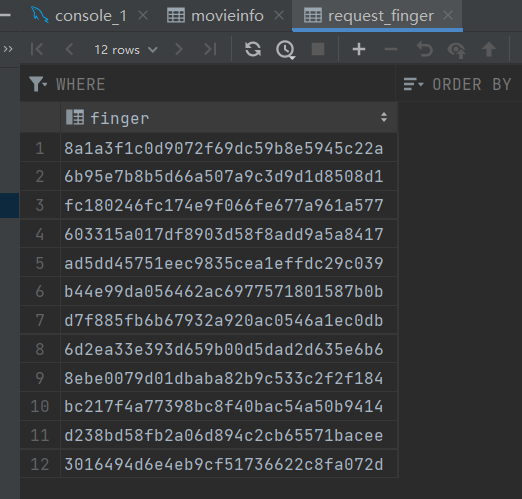 console_1 movieinfo request_finger
12 rows
WHERE ORDER BY
finger
1 8a1a3f1c0d9072f69dc59b8e5945c22a
2 6b95e7b8b5d66a507a9c3d9d1d8508d1
3 fc180246fc174e9f066fe677a961a577
4 603315a017df8903d58f8add9a5a8417
5 ad5dd45751eec9835cea1effdc29c039
6 b44e99da056462ac6977571801587b0b
7 d7f885fb6b67932a920ac0546a1ec0db
8 6d2ea33e393d659b00d5dad2d635e6b6
9 8ebe0079d01dbaba82b9c533c2f2f184
10 bc217f4a77398bc8f40bac54a50b9414
11 d238bd58fb2a06d894c2cb65571bacee
12 3016494d6e4eb9cf51736622c8fa072d